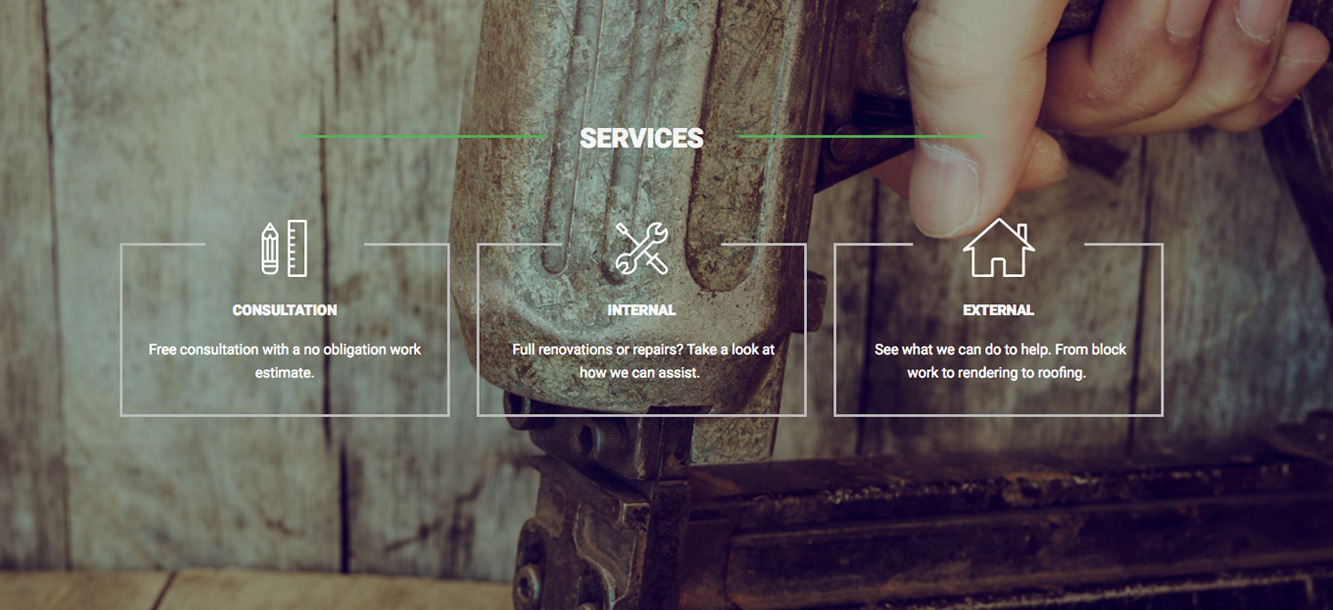 SERVICES
CONSULTATION
Free consultation with a no obligation work
estimate.
INTERNAL
Full renovations or repairs? Take a look at
how we can assist.
EXTERNAL
See what we can do to help. From block
work to rendering to roofing.